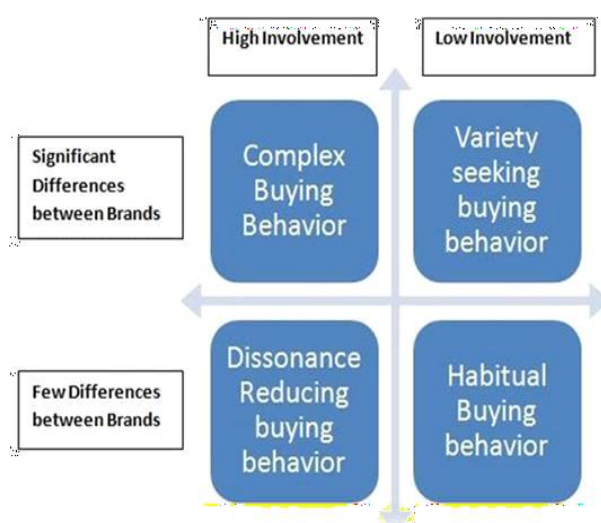 High Involvement
Low Involvement
Significant
Differences
between Brands
Complex
Buying
Behavior
Variety
seeking
buying
behavior
Few Differences
between Brands
Dissonance
Reducing
buying
behavior
Habitual
Buying
behavior